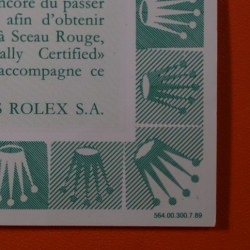 encore du passer
afin d'obtenir
à Sceau Rouge,
ally Certified»
accompagne ce
S ROLEX S.A.
564.00.300.7.89